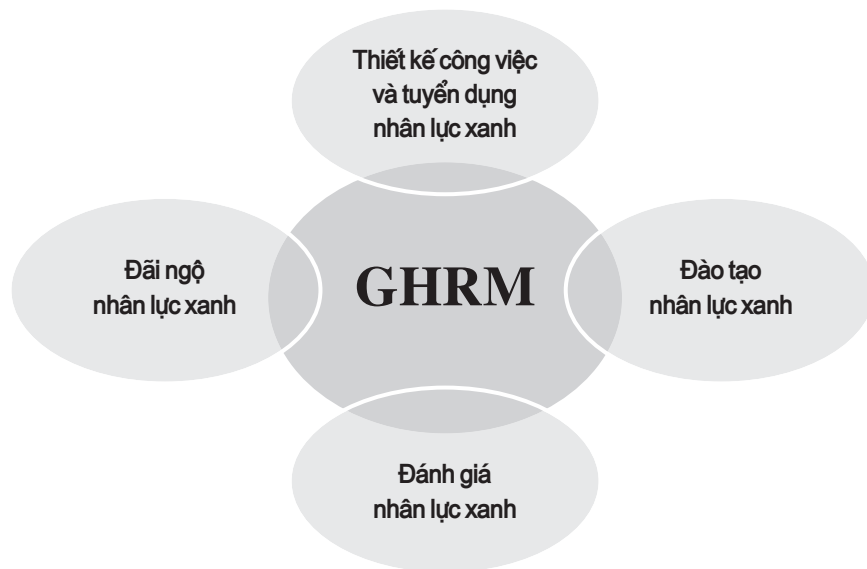 Thiết kế công việc
và tuyển dụng
nhân lực xanh
Đãi ngộ
nhân lực xanh
GHRM
Đào tạo
nhân lực xanh
Đánh giá
nhân lực xanh